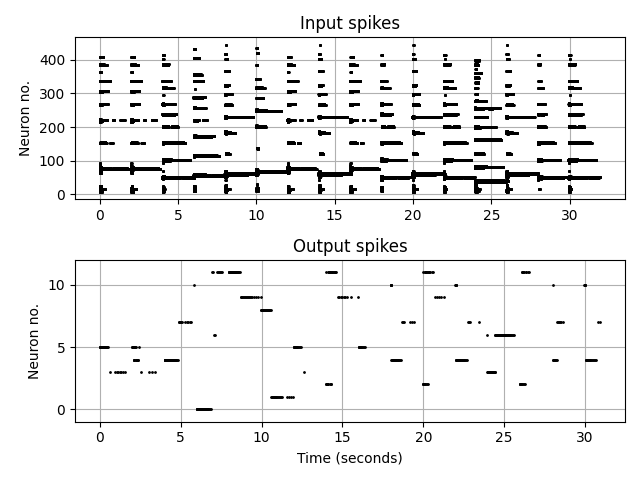 Input spikes
Neuron no.
400
300
200
100
0
0 5 10 15 20 25 30
Output spikes
Neuron no.
10
5
0
0 5 10 15 20 25 30
Time (seconds)